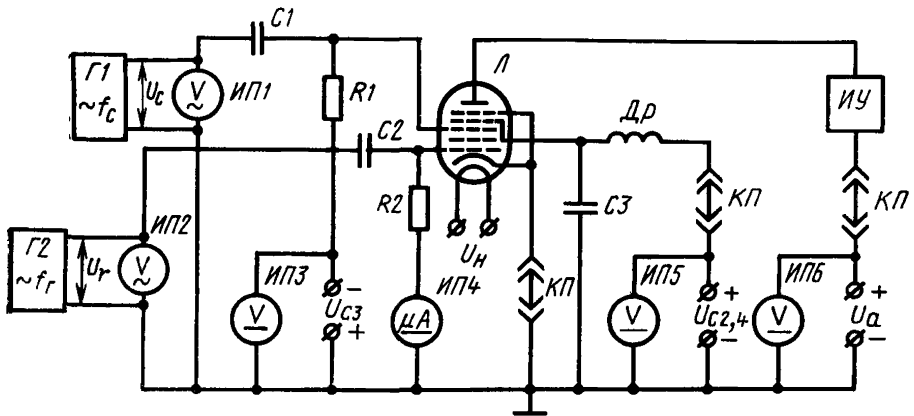 C1
Г1
~fc
Uc
V
~
ИП1
R1
Л
ИУ
C2
Др
R2
C3
КП
КП
Г2
~fг
Uг
ИП2
V
~
Uн
ИП3
V
-
Uc3
+
ИП4
μA
КП
ИП5
V
+
Uc2,4
-
ИП6
V
+
Ua
-